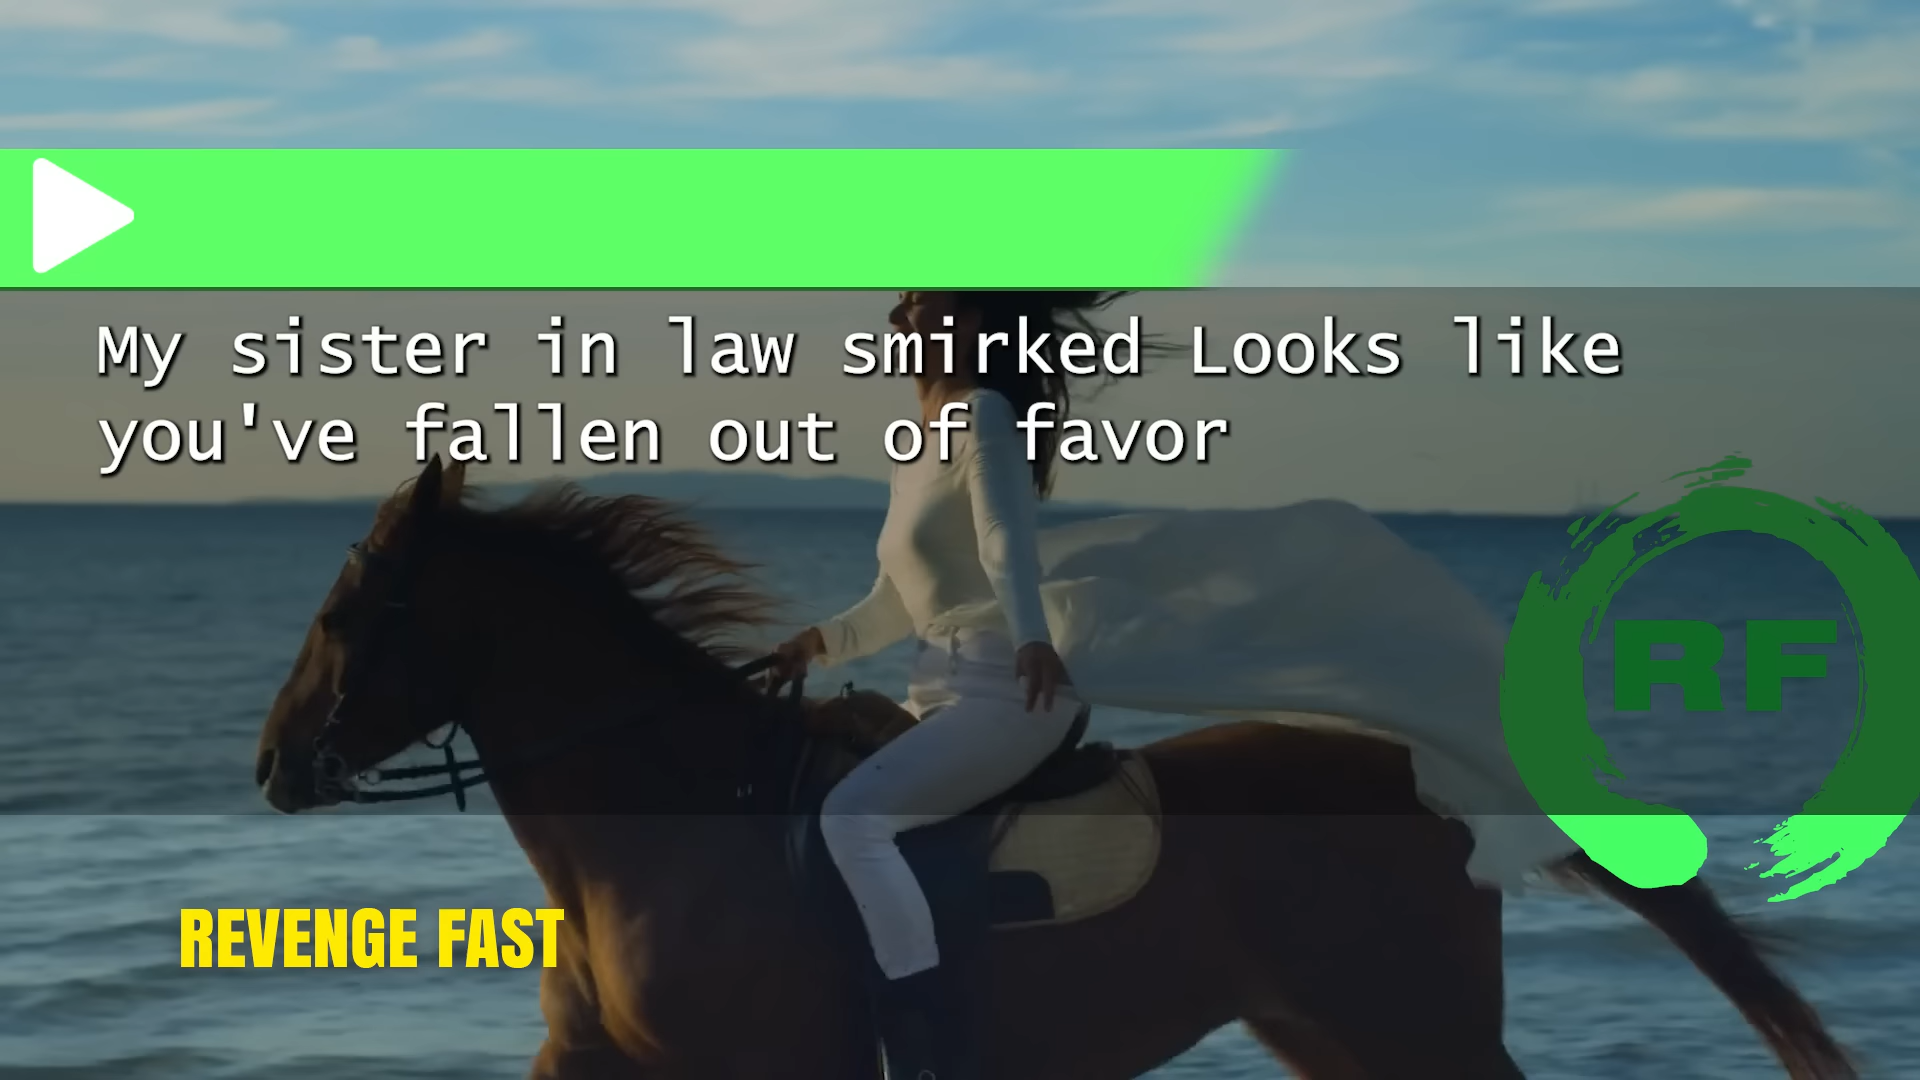 My sister in law smirked Looks like
you've fallen out of favor
RF
REVENGE FAST